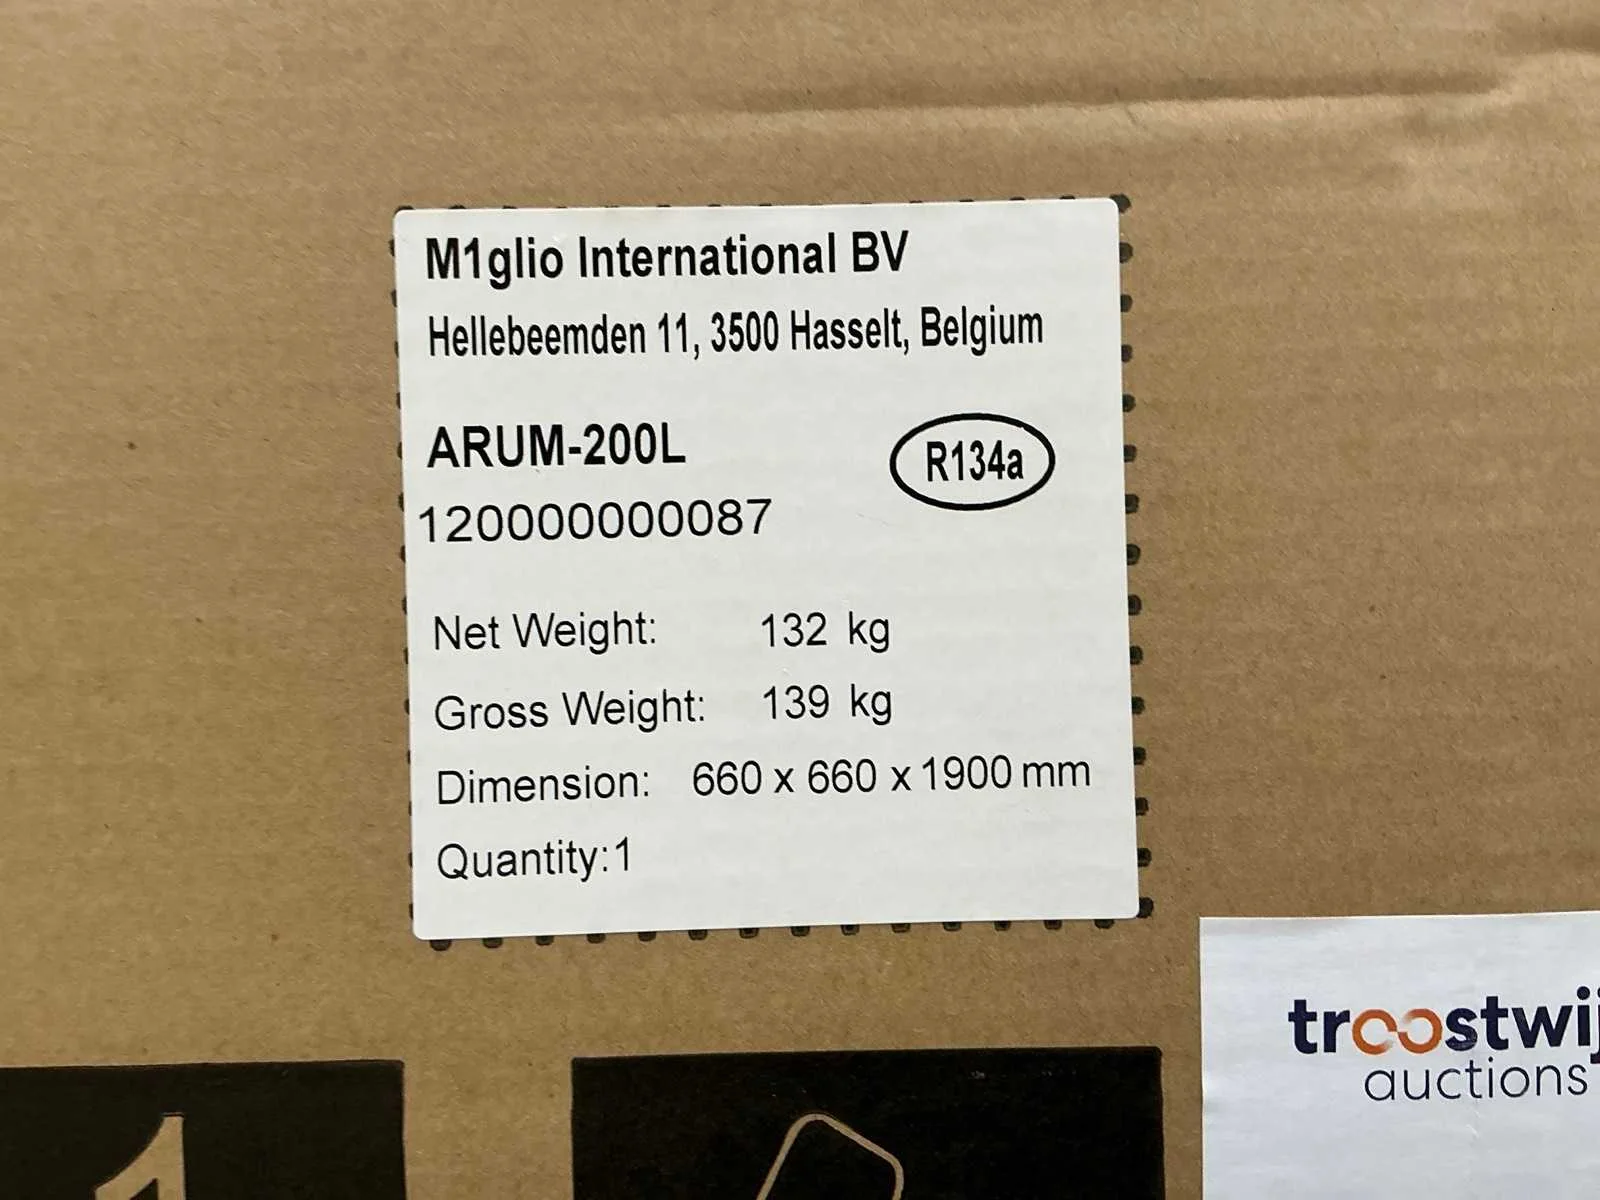 M1glio International BV
Hellebeemden 11, 3500 Hasselt, Belgium
ARUM-200L
R134a
120000000087
Net Weight: 132 kg
Gross Weight: 139 kg
Dimension: 660 x 660 x 1900 mm
Quantity:1
troostwij
auctions